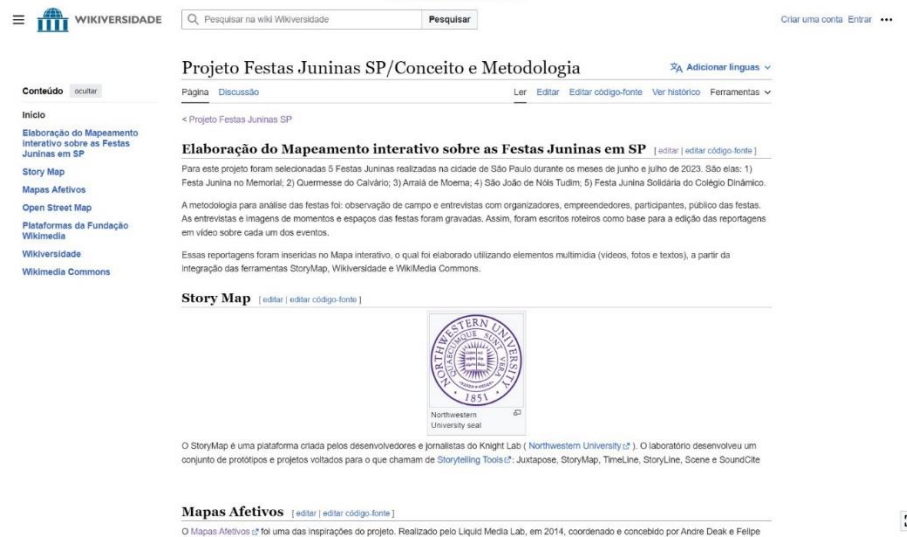 WIKIVERSIDADE
Pesquisar na wiki Wikiversidade
Pesquisar
Criar uma conta Entrar •••
Projeto Festas Juninas SP/Conceito e Metodologia
Adicionar línguas
Conteúdo ocultar
Início
Elaboração do Mapeamento
interativo sobre as Festas
Juninas em SP
Story Map
Mapas Afetivos
Open Street Map
Plataformas da Fundação
Wikimedia
Wikiversidade
Wikimedia Commons
Página Discussão
Ler Editar Editar código-fonte Ver histórico Ferramentas
< Projeto Festas Juninas SP
Elaboração do Mapeamento interativo sobre as Festas Juninas em SP [ editar | editar código-fonte ]
Para este projeto foram selecionadas 5 Festas Juninas realizadas na cidade de São Paulo durante os meses de junho e julho de 2023. São elas: 1)
Festa Junina no Memorial; 2) Quermesse do Calvário; 3) Arraiá de Moema; 4) São João de Nóis Tudim; 5) Festa Junina Solidária do Colégio Dinâmico.
A metodologia para análise das festas foi: observação de campo e entrevistas com organizadores, empreendedores, participantes, público das festas.
As entrevistas e imagens de momentos e espaços das festas foram gravadas. Assim, foram escritos roteiros como base para a edição das reportagens
em vídeo sobre cada um dos eventos.
Essas reportagens foram inseridas no Mapa interativo, o qual foi elaborado utilizando elementos multimídia (vídeos, fotos e textos), a partir da
integração das ferramentas StoryMap, Wikiversidade e WikiMedia Commons.
Story Map [ editar | editar código-fonte ]
NORTHWESTERN UNIVERSITY
QUAECUMQUE SUNT VERA
1851
Northwestern
University seal
O StoryMap é uma plataforma criada pelos desenvolvedores e jornalistas do Knight Lab ( Northwestern University ). O laboratório desenvolveu um
conjunto de protótipos e projetos voltados para o que chamam de Storytelling Tools : Juxtapose, StoryMap, TimeLine, StoryLine, Scene e SoundCite
Mapas Afetivos [ editar | editar código-fonte ]
O Mapas Afetivos foi uma das inspirações do projeto. Realizado pelo Liquid Media Lab, em 2014, coordenado e concebido por Andre Deak e Felipe